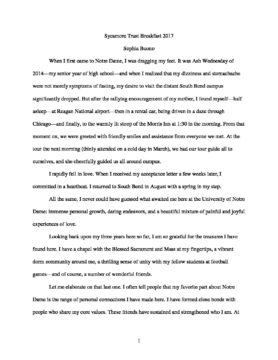 Sycamore Trust Breakfast 2017
Sophia Buono
When I first came to Notre Dame, I was dragging my feet. It was Ash Wednesday of
2014—my senior year of high school—and when I realized that my dizziness and stomachache
were not merely symptoms of fasting, my desire to visit the distant South Bend campus
significantly dropped. But after the rallying encouragement of my mother, I found myself—half
asleep—at Reagan National airport—then in a rental car, being driven in a daze through
Chicago—and finally, to the warmly lit stoop of the Morris Inn at 1:30 in the morning. From that
moment on, we were greeted with friendly smiles and assistance from everyone we met. At the
tour the next morning (thinly attended on a cold day in March), we had our tour guide all to
ourselves, and she cheerfully guided us all around campus.
I rapidly fell in love. When I received my acceptance letter a few weeks later, I
committed in a heartbeat. I returned to South Bend in August with a spring in my step.
All the same, I never could have guessed what awaited me here at the University of Notre
Dame: immense personal growth, daring endeavors, and a beautiful mixture of painful and joyful
experiences of love.
Looking back upon my three years here so far, I am so grateful for the treasures I have
found here. I have a chapel with the Blessed Sacrament and Mass at my fingertips, a vibrant
dorm community around me, a thrilling sense of unity with my fellow students at football
games—and of course, a number of wonderful friends.
Let me elaborate on that last one. I often tell people that my favorite part about Notre
Dame is the range of personal connections I have made here. I have formed close bonds with
people who share my core values. These friends have sustained and strengthened who I am. At
1